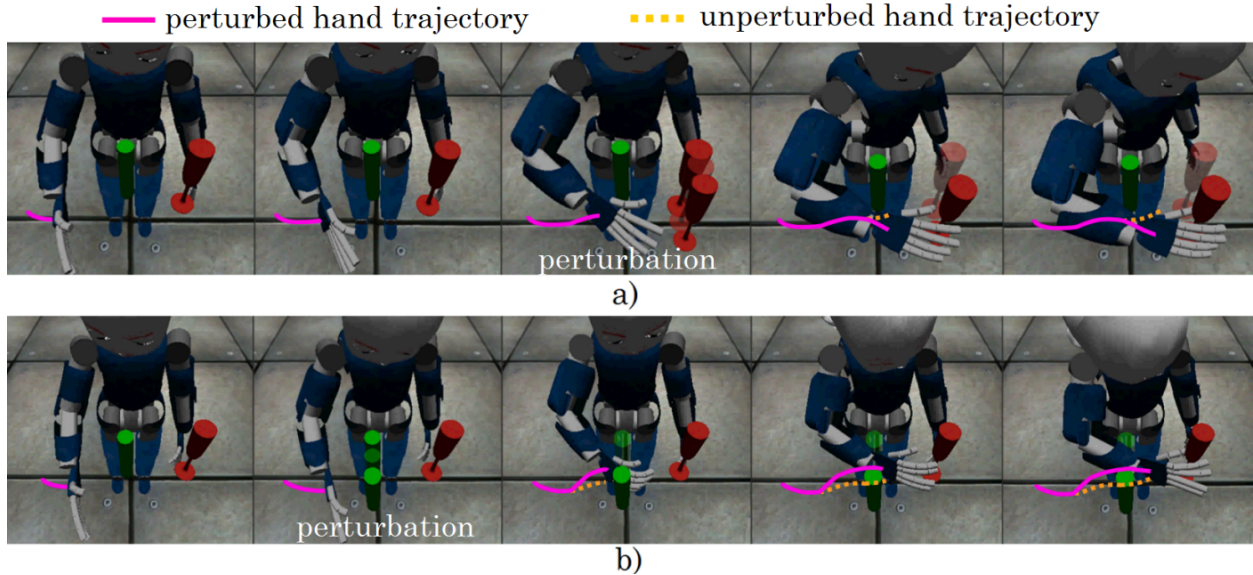 perturbed hand trajectory
unperturbed hand trajectory
perturbation
a)
perturbation
b)